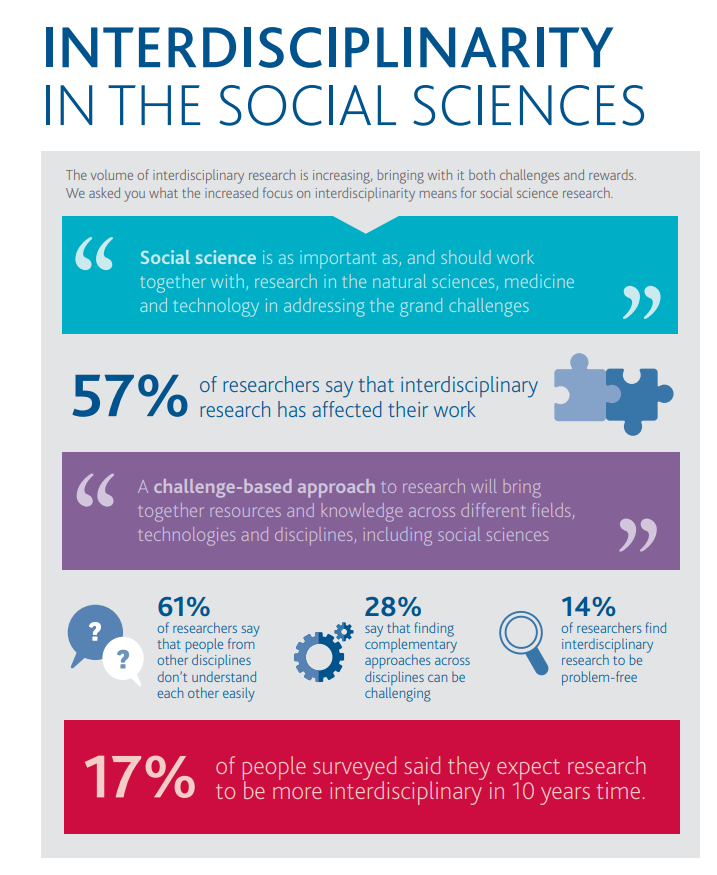 INTERDISCIPLINARITY
IN THE SOCIAL SCIENCES
The volume of interdisciplinary research is increasing, bringing with it both challenges and rewards.
We asked you what the increased focus on interdisciplinarity means for social science research.
“ Social science is as important as, and should work
together with, research in the natural sciences, medicine
and technology in addressing the grand challenges ”
57% of researchers say that interdisciplinary
research has affected their work
“ A challenge-based approach to research will bring
together resources and knowledge across different fields,
technologies and disciplines, including social sciences ”
?
?
61%
of researchers say
that people from
other disciplines
don’t understand
each other easily
28%
say that finding
complementary
approaches across
disciplines can be
challenging
14%
of researchers find
interdisciplinary
research to be
problem-free
17% of people surveyed said they expect research
to be more interdisciplinary in 10 years time.